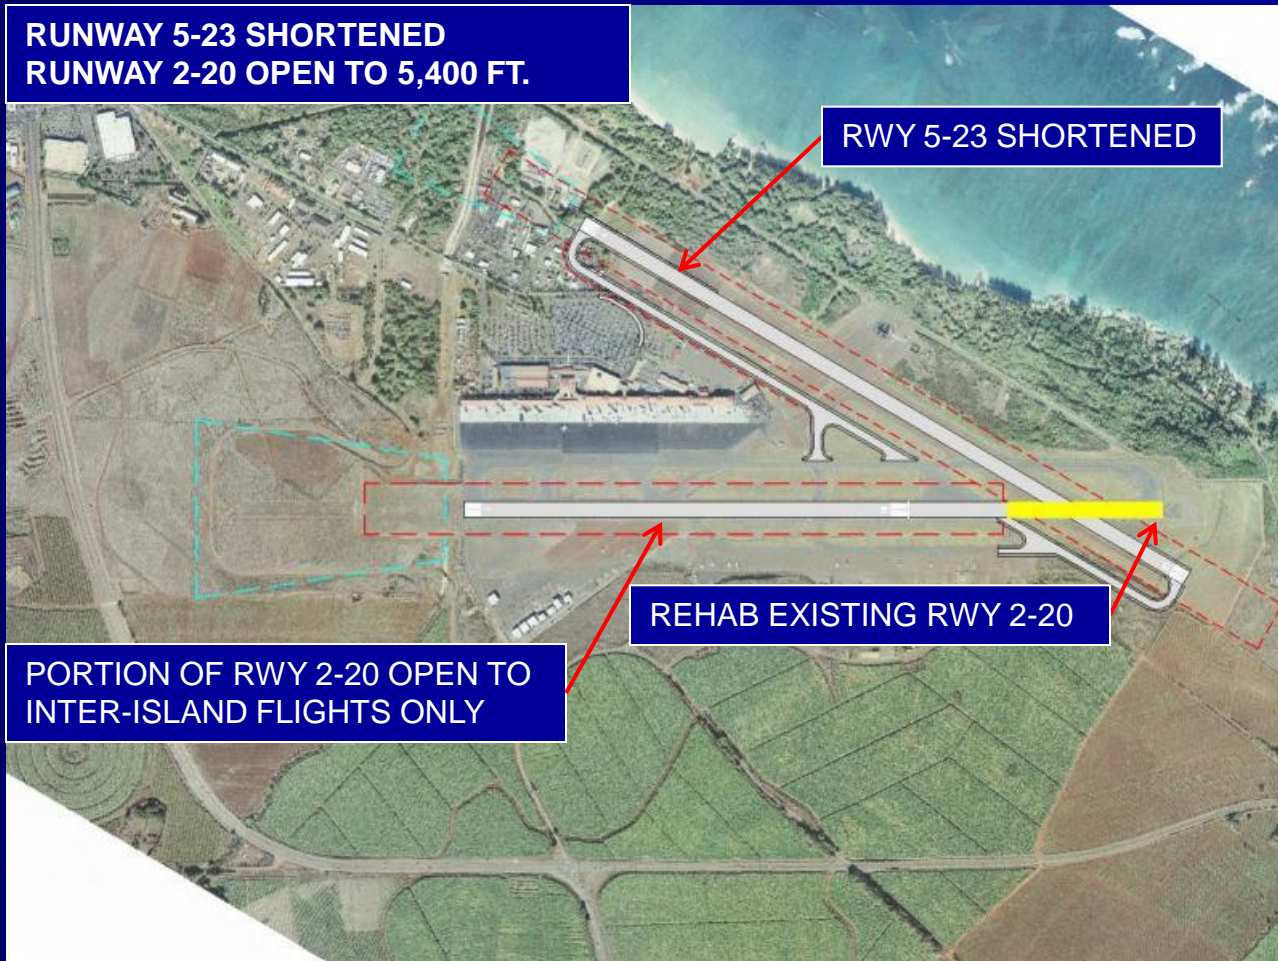 RUNWAY 5-23 SHORTENED
RUNWAY 2-20 OPEN TO 5,400 FT.
RWY 5-23 SHORTENED
REHAB EXISTING RWY 2-20
PORTION OF RWY 2-20 OPEN TO
INTER-ISLAND FLIGHTS ONLY